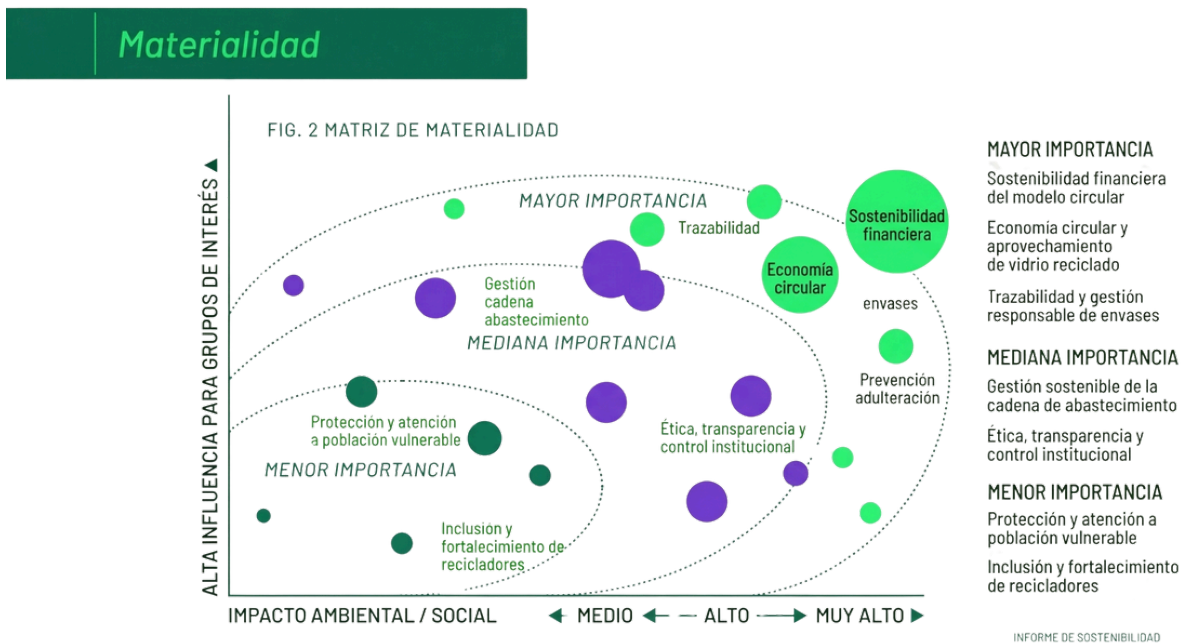 Materialidad
FIG. 2 MATRIZ DE MATERIALIDAD
ALTA INFLUENCIA PARA GRUPOS DE INTERÉS ▲
MAYOR IMPORTANCIA
Trazabilidad
Sostenibilidad
financiera
Economía
circular
envases
Gestión
cadena
abastecimiento
MEDIANA IMPORTANCIA
Prevención
adulteración
Protección y atención
a población vulnerable
Ética, transparencia y
control institucional
MENOR IMPORTANCIA
Inclusión y
fortalecimiento de
recicladores
IMPACTO AMBIENTAL / SOCIAL ◄ MEDIO ◄ ALTO ► MUY ALTO ►
MAYOR IMPORTANCIA
Sostenibilidad financiera
del modelo circular
Economía circular y
aprovechamiento
de vidrio reciclado
Trazabilidad y gestión
responsable de envases
MEDIANA IMPORTANCIA
Gestión sostenible de la
cadena de abastecimiento
Ética, transparencia y
control institucional
MENOR IMPORTANCIA
Protección y atención a
población vulnerable
Inclusión y fortalecimiento
de recicladores
INFORME DE SOSTENIBILIDAD